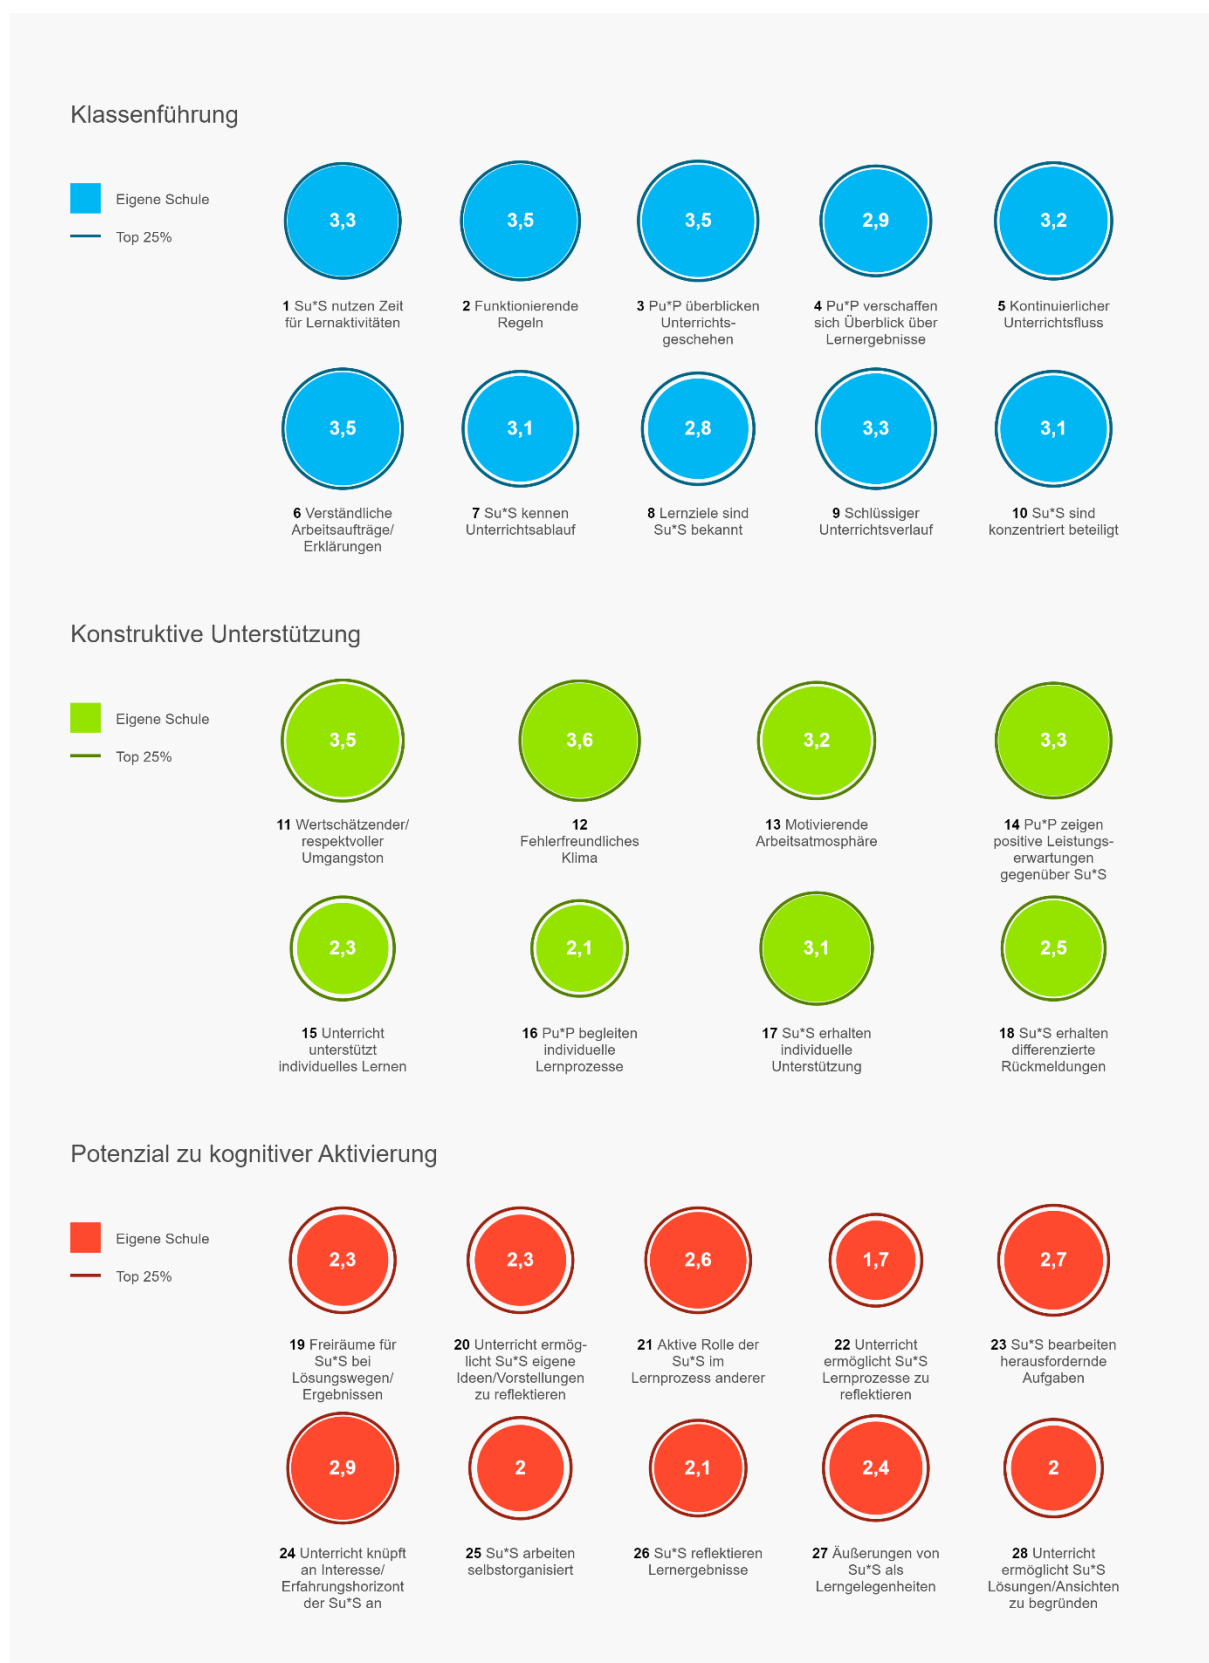 Klassenführung
Eigene Schule
Top 25%
3,3
3,5
3,5
2,9
3,2
1 Su*S nutzen Zeit
für Lernaktivitäten
2 Funktionierende
Regeln
3 Pu*P überblicken
Unterrichts-
geschehen
4 Pu*P verschaffen
sich Überblick über
Lernergebnisse
5 Kontinuierlicher
Unterrichtsfluss
3,5
3,1
2,8
3,3
3,1
6 Verständliche
Arbeitsaufträge/
Erklärungen
7 Su*S kennen
Unterrichtsablauf
8 Lernziele sind
Su*S bekannt
9 Schlüssiger
Unterrichtsverlauf
10 Su*S sind
konzentriert beteiligt
Konstruktive Unterstützung
Eigene Schule
Top 25%
3,5
3,6
3,2
3,3
11 Wertschätzender/
respektvoller
Umgangston
12
Fehlerfreundliches
Klima
13 Motivierende
Arbeitsatmosphäre
14 Pu*P zeigen
positive Leistungs-
erwartungen
gegenüber Su*S
2,3
2,1
3,1
2,5
15 Unterricht
unterstützt
individuelles Lernen
16 Pu*P begleiten
individuelle
Lernprozesse
17 Su*S erhalten
individuelle
Unterstützung
18 Su*S erhalten
differenzierte
Rückmeldungen
Potenzial zu kognitiver Aktivierung
Eigene Schule
Top 25%
2,3
2,3
2,6
1,7
2,7
19 Freiräume für
Su*S bei
Lösungswegen/
Ergebnissen
20 Unterricht ermög-
licht Su*S eigene
Ideen/Vorstellungen
zu reflektieren
21 Aktive Rolle der
Su*S im
Lernprozess anderer
22 Unterricht
ermöglicht Su*S
Lernprozesse zu
reflektieren
23 Su*S bearbeiten
herausfordernde
Aufgaben
2,9
2
2,1
2,4
2
24 Unterricht knüpft
an Interesse/
Erfahrungshorizont
der Su*S an
25 Su*S arbeiten
selbstorganisiert
26 Su*S reflektieren
Lernergebnisse
27 Äußerungen von
Su*S als
Lerngelegenheiten
28 Unterricht
ermöglicht Su*S
Lösungen/Ansichten
zu begründen